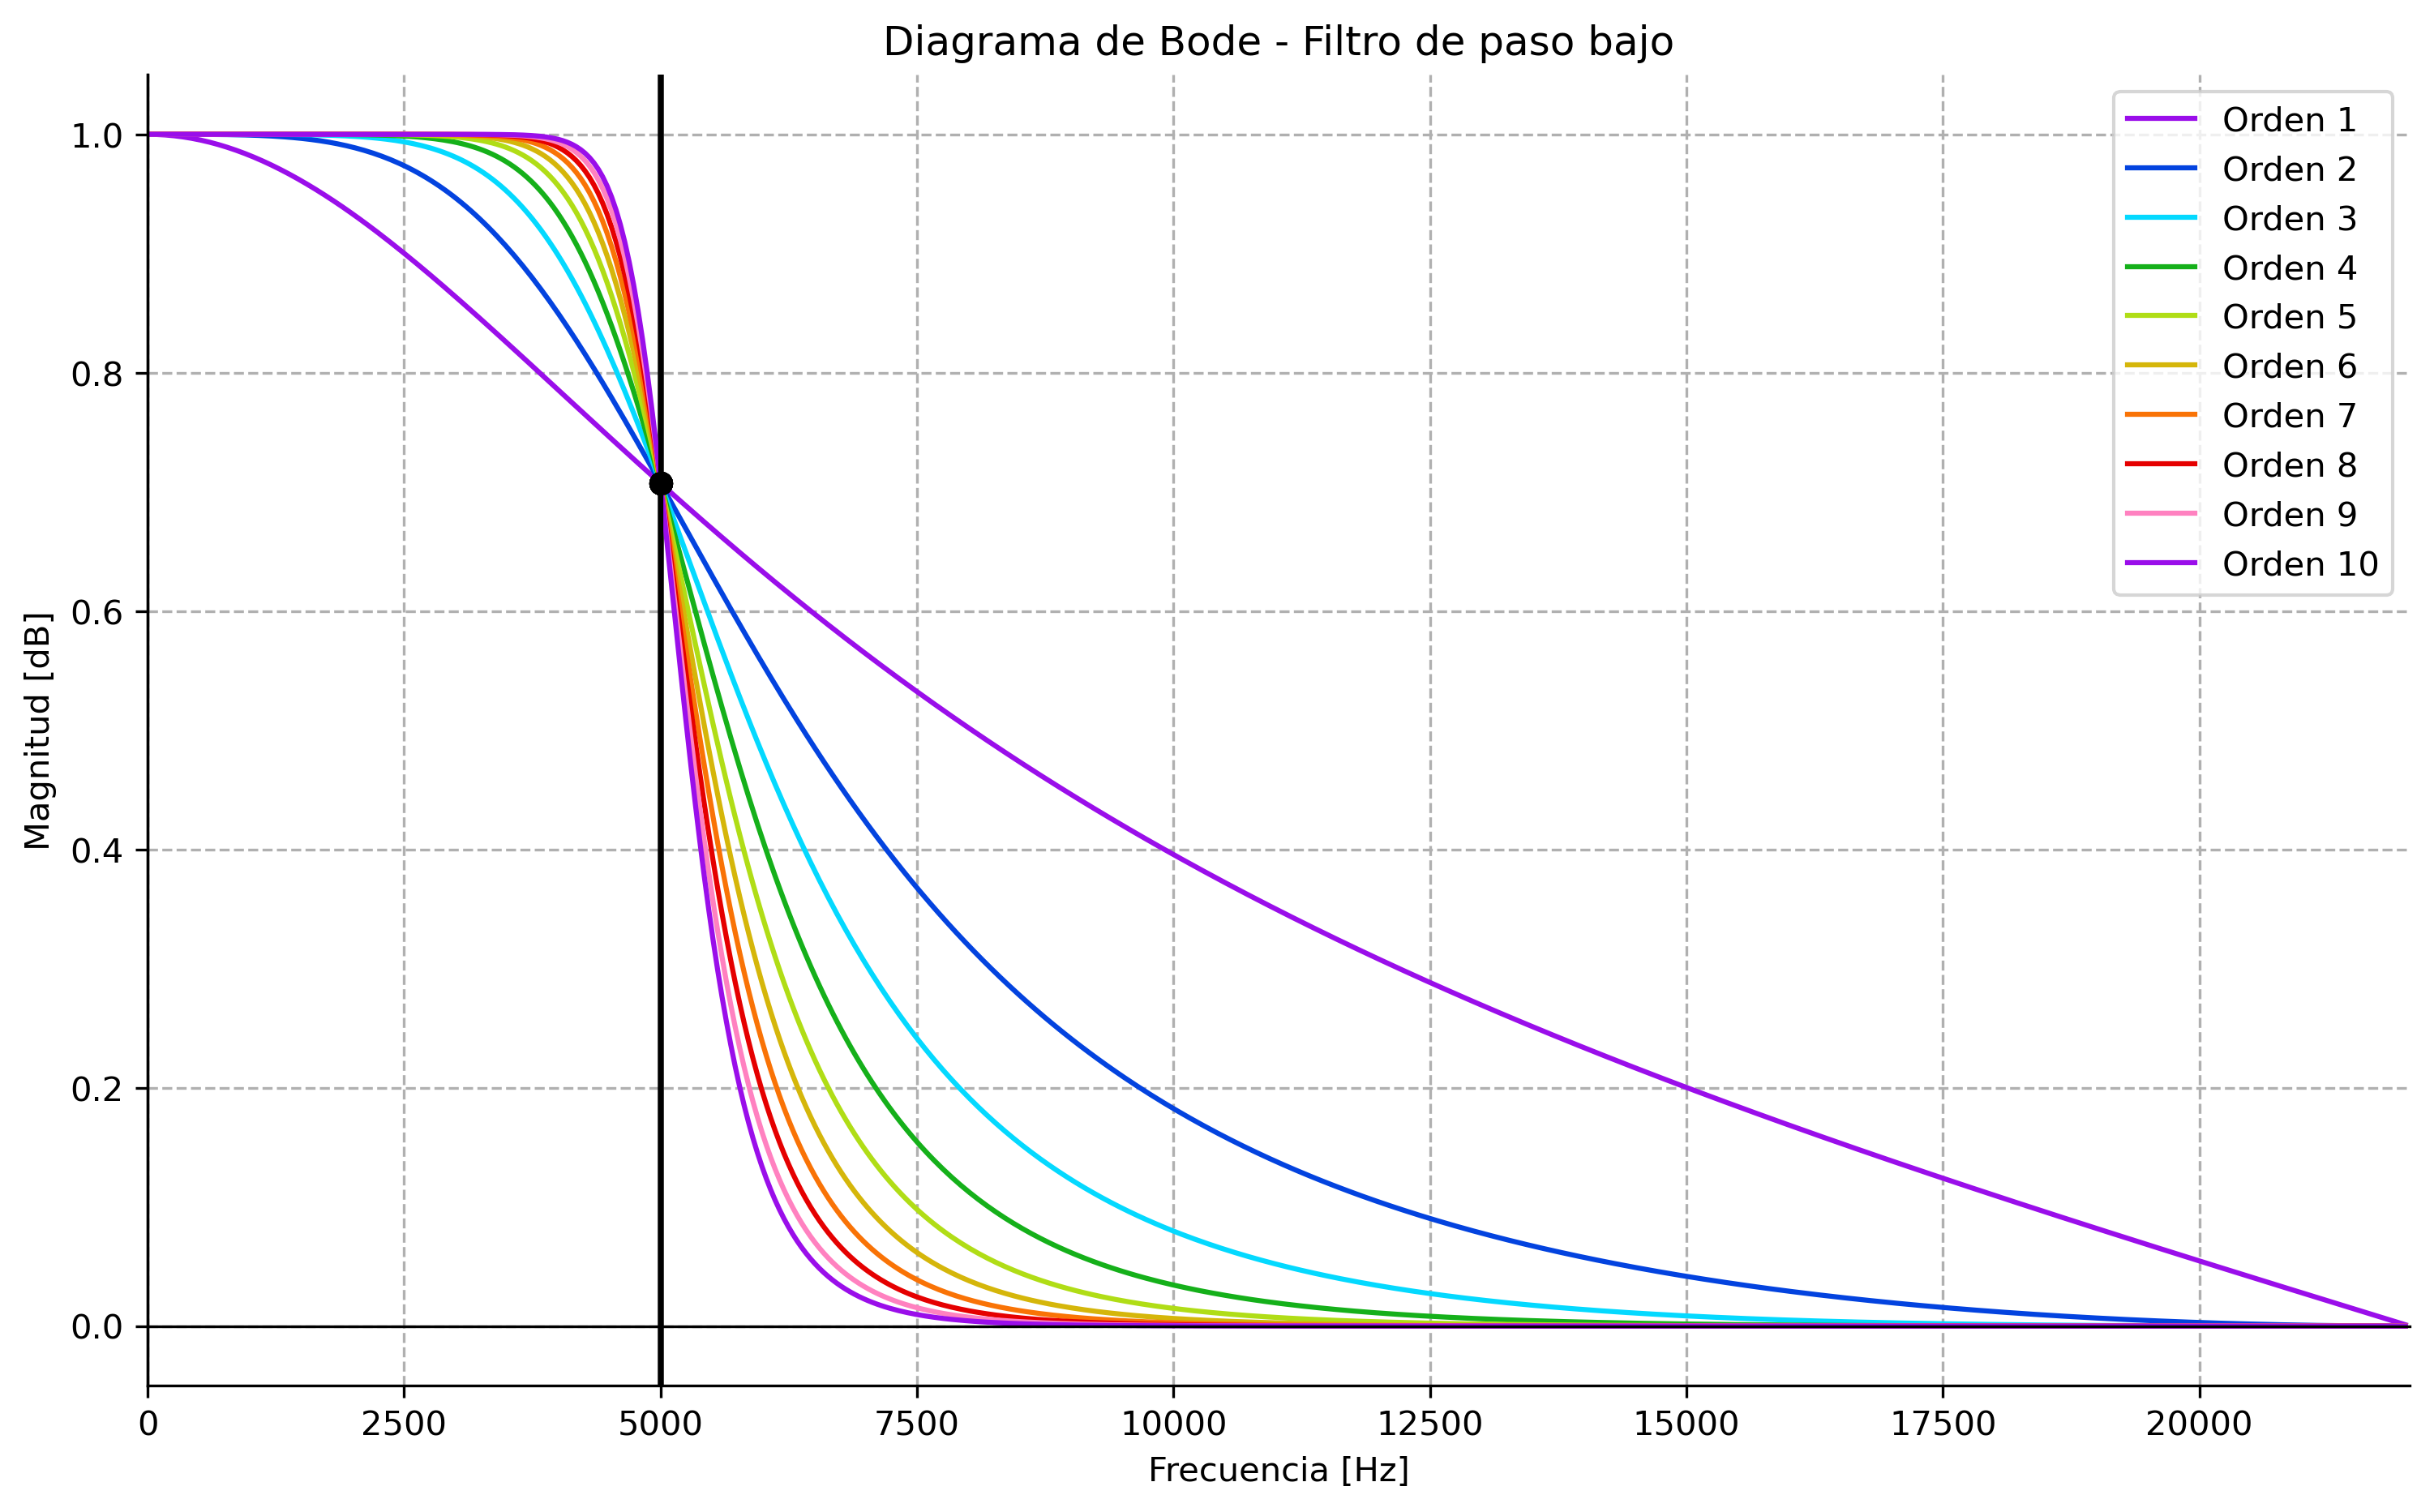 Diagrama de Bode - Filtro de paso bajo
Magnitud [dB]
1.0
0.8
0.6
0.4
0.2
0.0
Orden 1
Orden 2
Orden 3
Orden 4
Orden 5
Orden 6
Orden 7
Orden 8
Orden 9
Orden 10
0 2500 5000 7500 10000 12500 15000 17500 20000
Frecuencia [Hz]